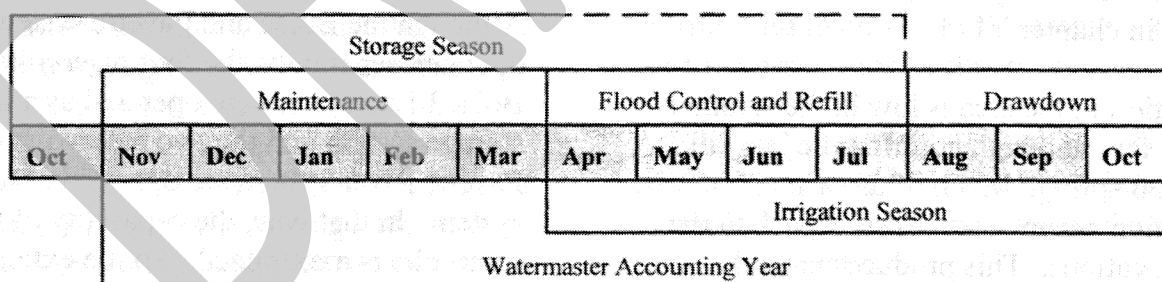 Storage Season
Maintenance Flood Control and Refill Drawdown
Oct Nov Dec Jan Feb Mar Apr May Jun Jul Aug Sep Oct
Irrigation Season
Watermaster Accounting Year